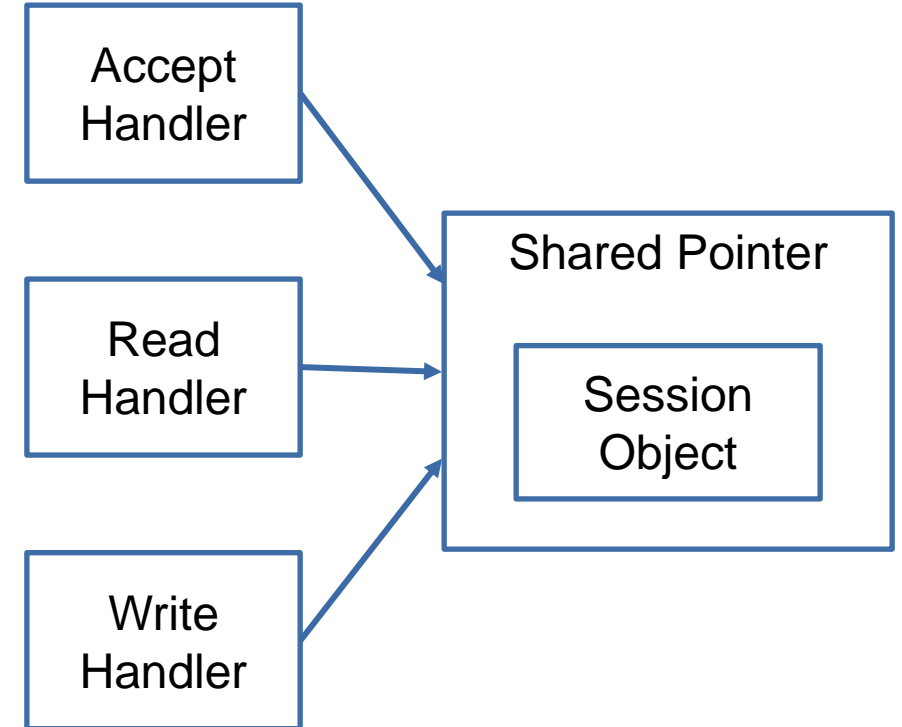 Accept
Handler
Shared Pointer
Read
Handler
Session
Object
Write
Handler